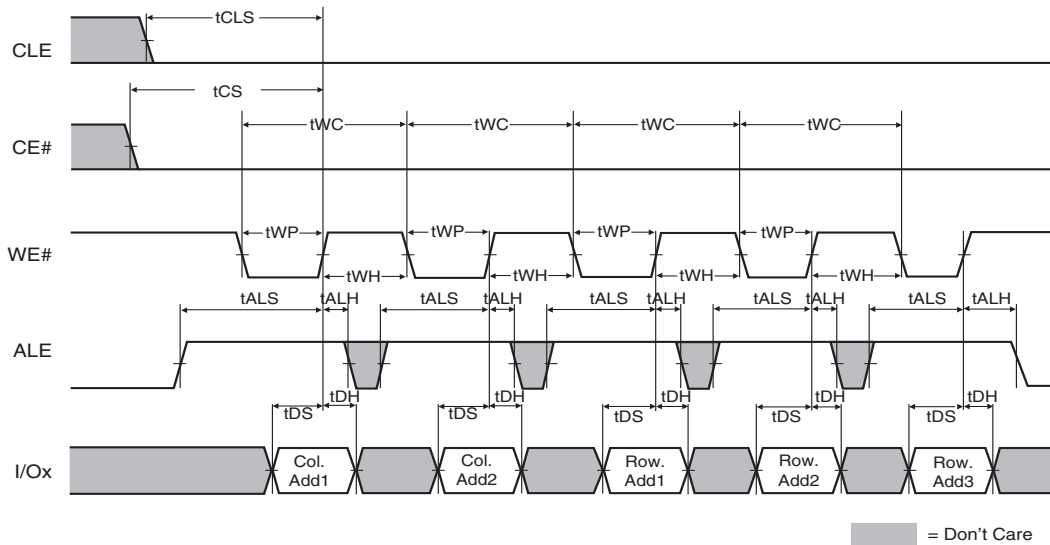 tCLS
CLE
tCS
tWC tWC tWC tWC
CE#
tWP tWP tWP tWP
WE#
tWH tWH tWH tWH
tALS tALH tALS tALH tALS tALH tALS tALH tALS tALH
ALE
tDS tDH tDS tDH tDS tDH tDS tDH tDS tDH
I/Ox
Col. Add1
Col. Add2
Row. Add1
Row. Add2
Row. Add3
= Don't Care